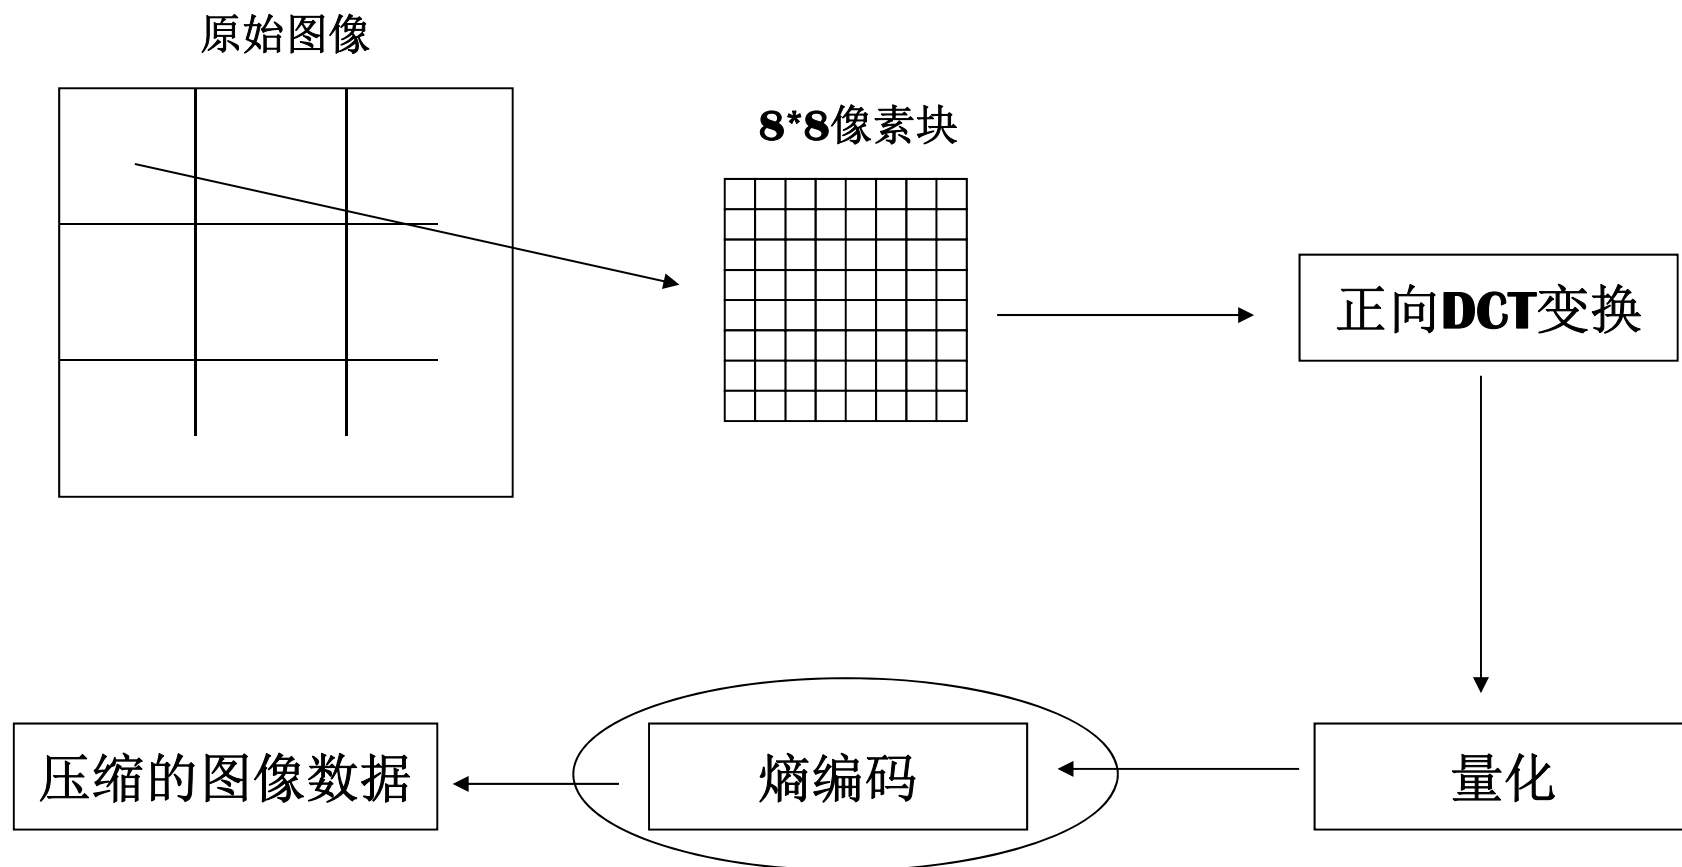 原始图像
8*8像素块
正向DCT变换
压缩的图像数据
熵编码
量化